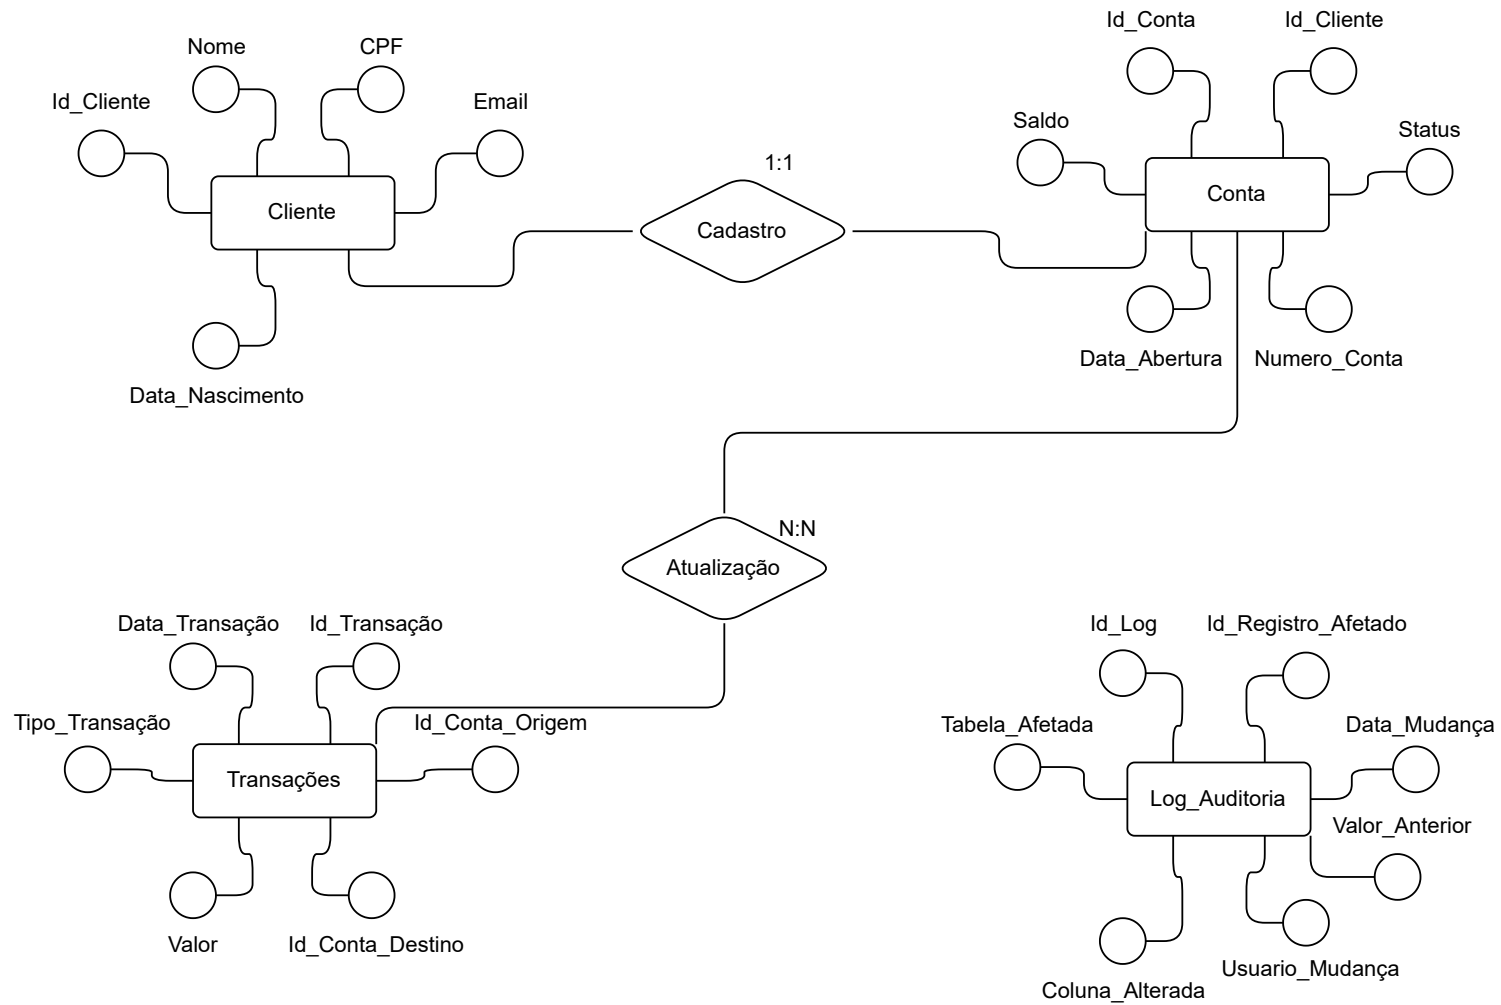 Id_Conta
Id_Cliente
Nome
CPF
Id_Cliente
Email
Saldo
Status
1:1
Cliente
Cadastro
Conta
Data_Abertura
Numero_Conta
Data_Nascimento
N:N
Atualização
Data_Transação
Id_Transação
Id_Log
Id_Registro_Afetado
Tipo_Transação
Id_Conta_Origem
Tabela_Afetada
Data_Mudança
Transações
Log_Auditoria
Valor_Anterior
Valor
Id_Conta_Destino
Usuario_Mudança
Coluna_Alterada